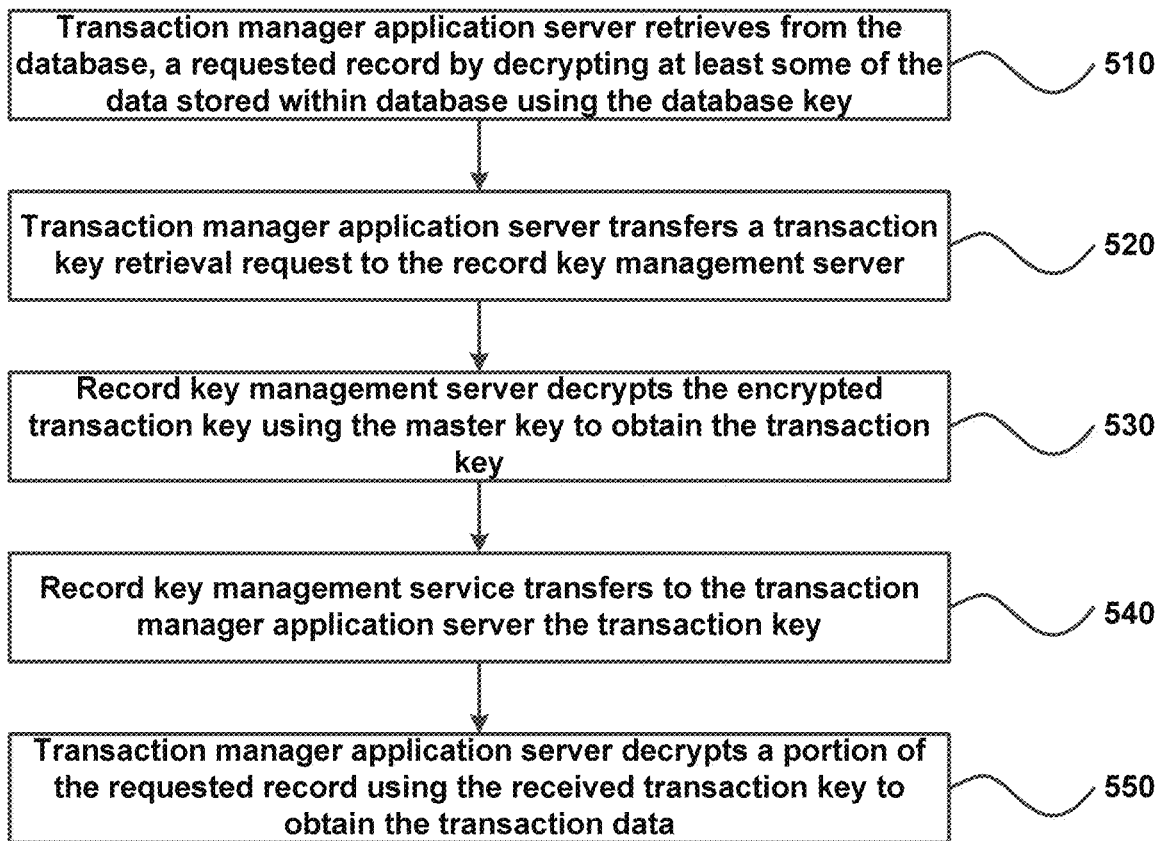 Transaction manager application server retrieves from the
database, a requested record by decrypting at least some of the
data stored within database using the database key
510
Transaction manager application server transfers a transaction
key retrieval request to the record key management server
520
Record key management server decrypts the encrypted
transaction key using the master key to obtain the transaction
key
530
Record key management service transfers to the transaction
manager application server the transaction key
540
Transaction manager application server decrypts a portion of
the requested record using the received transaction key to
obtain the transaction data
550